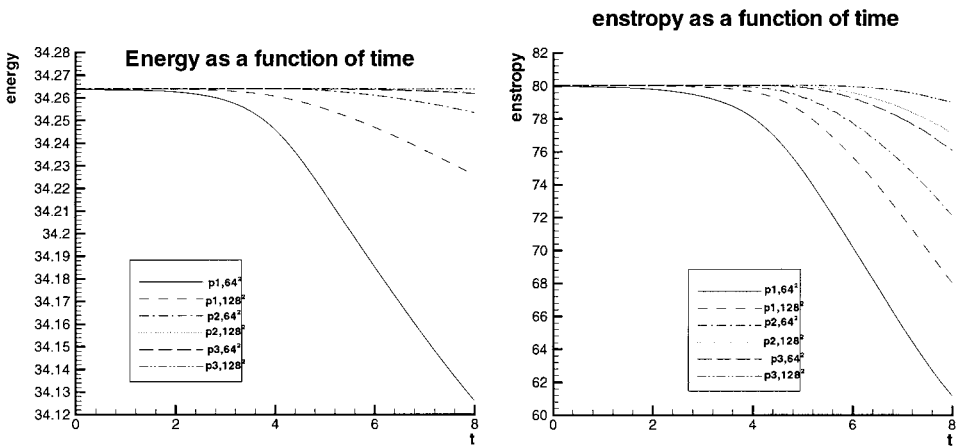 Energy as a function of time
energy
34.28
34.27
34.26
34.25
34.24
34.23
34.22
34.21
34.2
34.19
34.18
34.17
34.16
34.15
34.14
34.13
34.12
p1,64²
p1,128²
p2,64²
p2,128²
p3,64²
p3,128²
0
2
4
6
8
t
enstropy as a function of time
enstropy
82
80
78
76
74
72
70
68
66
64
62
60
p1,64²
p1,128²
p2,64²
p2,128²
p3,64²
p3,128²
0
2
4
6
8
t